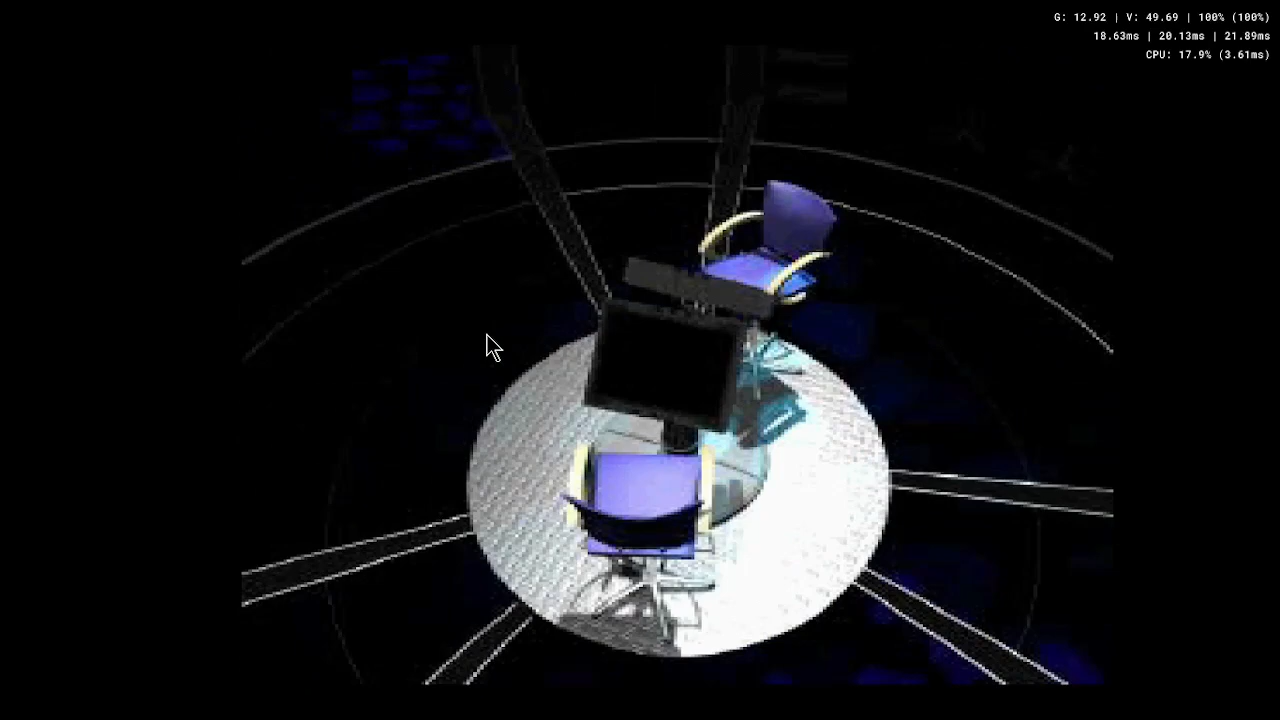 G: 12.92 | V: 49.69 | 100% (100%)
18.63ms | 20.13ms | 21.89ms
CPU: 17.9% (3.61ms)